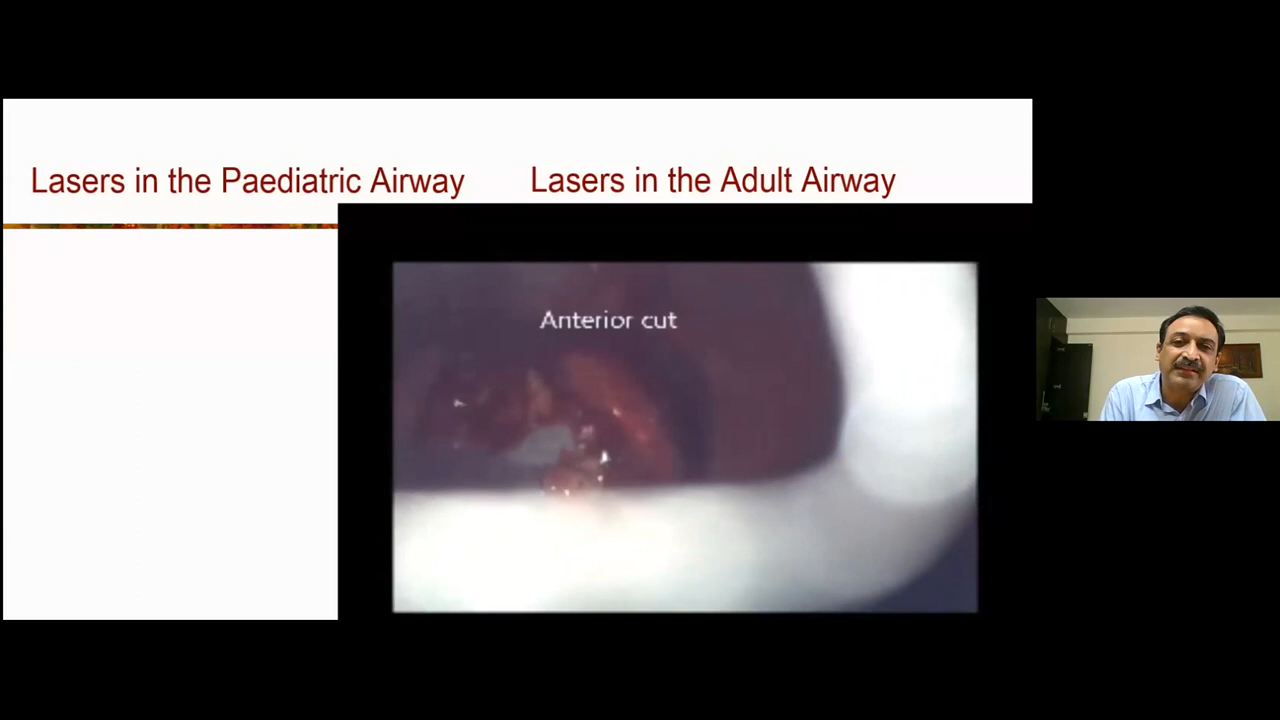 Lasers in the Paediatric Airway
Lasers in the Adult Airway
Anterior cut